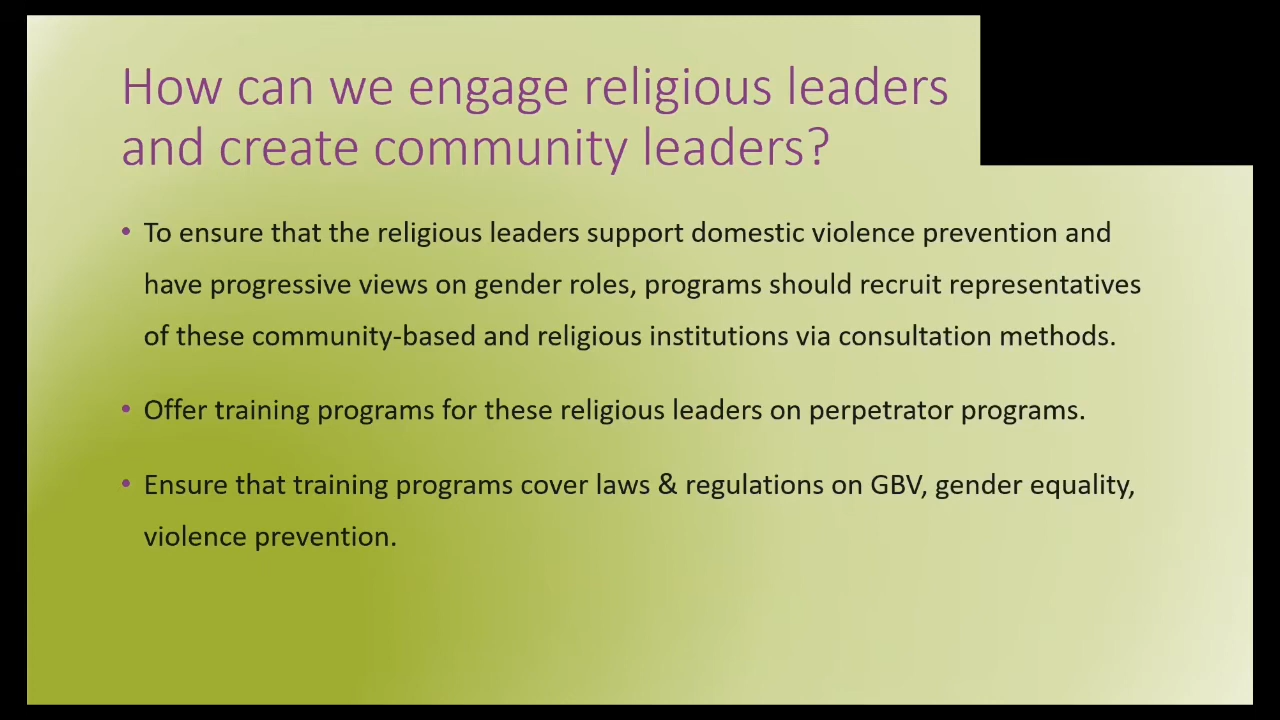 How can we engage religious leaders
and create community leaders?
• To ensure that the religious leaders support domestic violence prevention and
have progressive views on gender roles, programs should recruit representatives
of these community-based and religious institutions via consultation methods.
• Offer training programs for these religious leaders on perpetrator programs.
• Ensure that training programs cover laws & regulations on GBV, gender equality,
violence prevention.